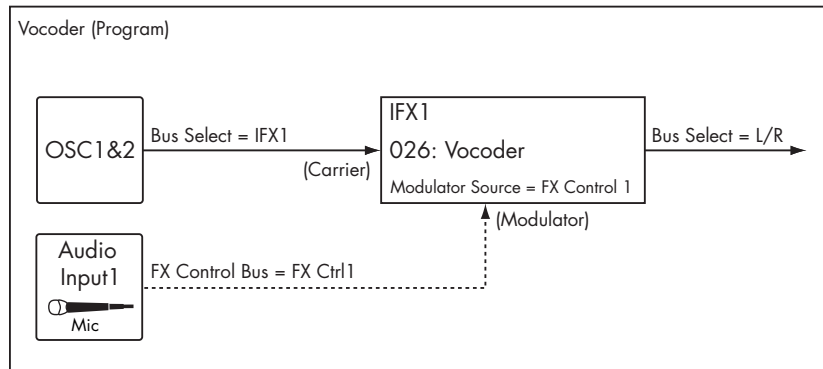 Vocoder (Program)
OSC1&2
Bus Select = IFX1
(Carrier)
IFX1
026: Vocoder
Modulator Source = FX Control 1
Bus Select = L/R
(Modulator)
Audio
Input1
Mic
FX Control Bus = FX Ctrl1